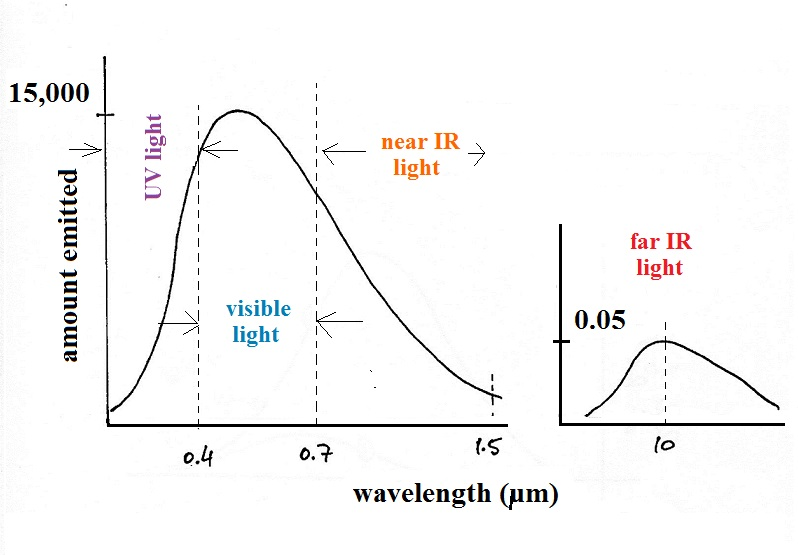 15,000
amount emitted
UV light
near IR
light
visible
light
0.4
0.7
1.5
far IR
light
0.05
10
wavelength (μm)